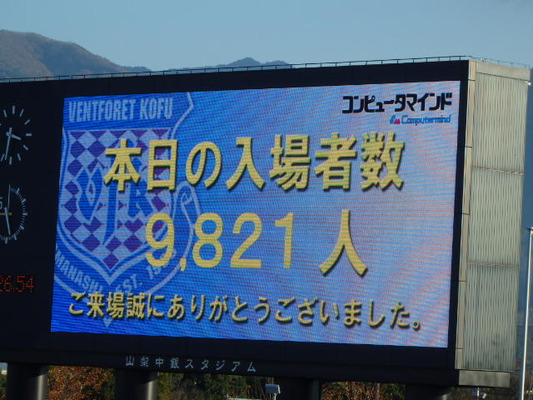 VENTFORET KOFU
コンピュータマインド
Computermind
本日の入場者数
9,821人
ご来場誠にありがとうございました。
26.54
山梨中銀スタジアム